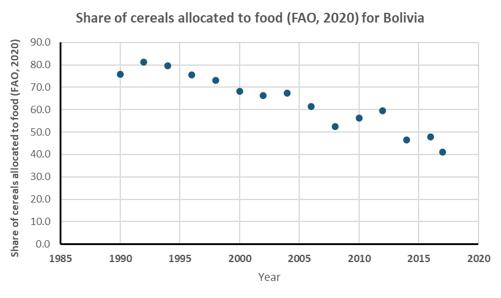 Share of cereals allocated to food (FAO, 2020) for Bolivia
Share of cereals allocated to food (FAO, 2020)
90.0
80.0
70.0
60.0
50.0
40.0
30.0
20.0
10.0
0.0
1985 1990 1995 2000 2005 2010 2015 2020
Year